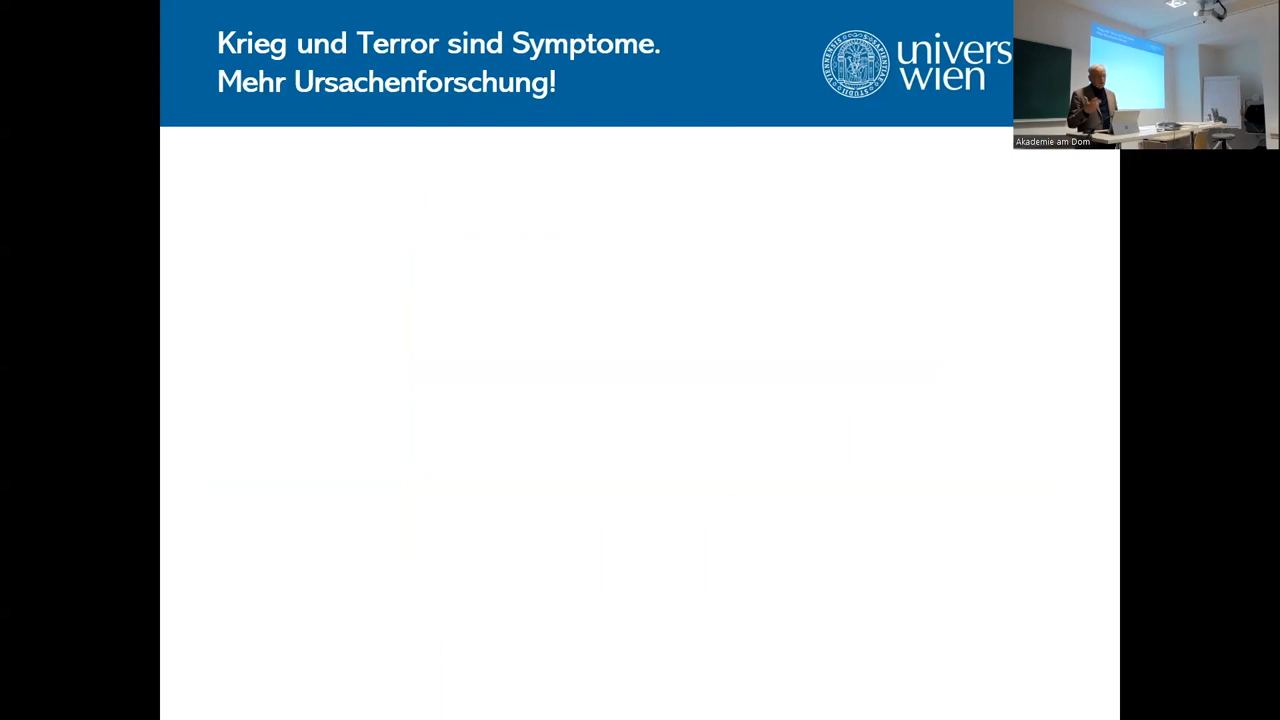 Krieg und Terror sind Symptome.
Mehr Ursachenforschung!
univers
wien
Akademie am Dom